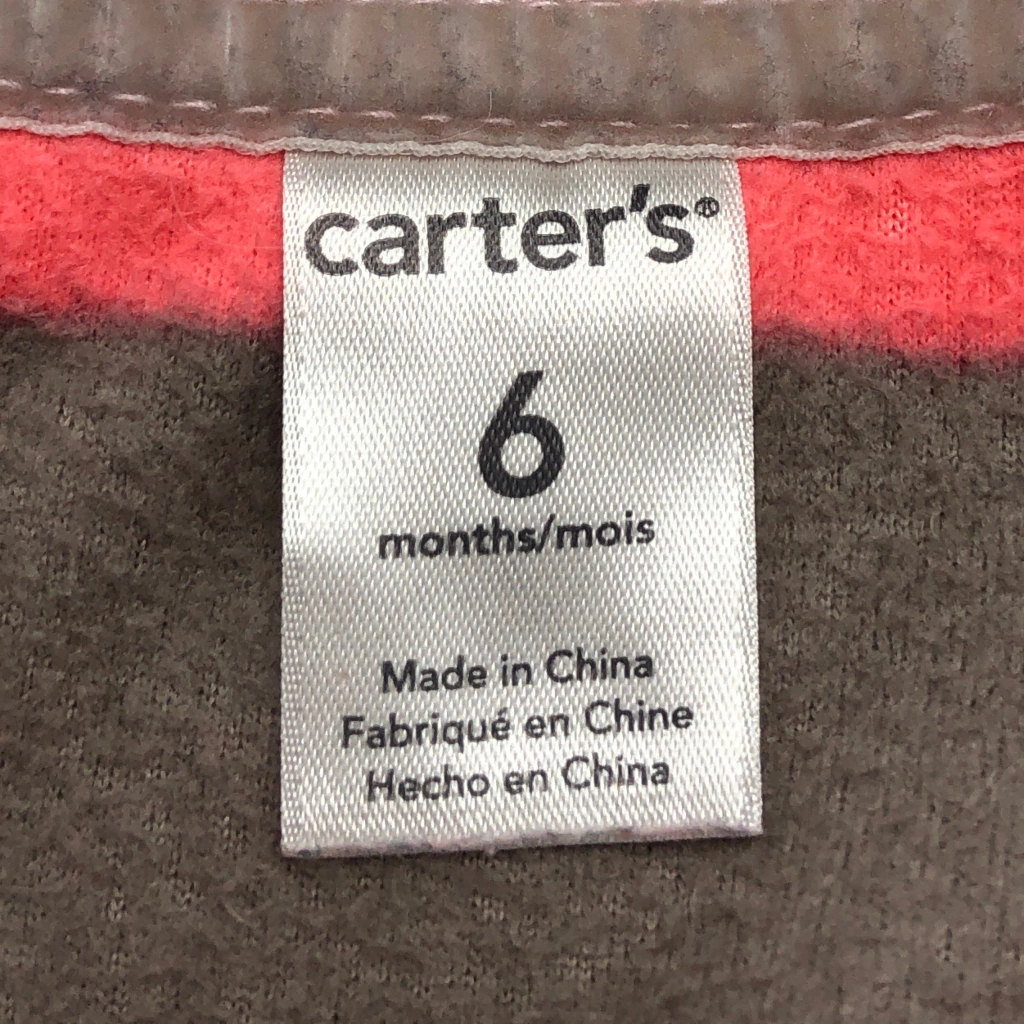 carter's®
6
months/mois
Made in China
Fabriqué en Chine
Hecho en China